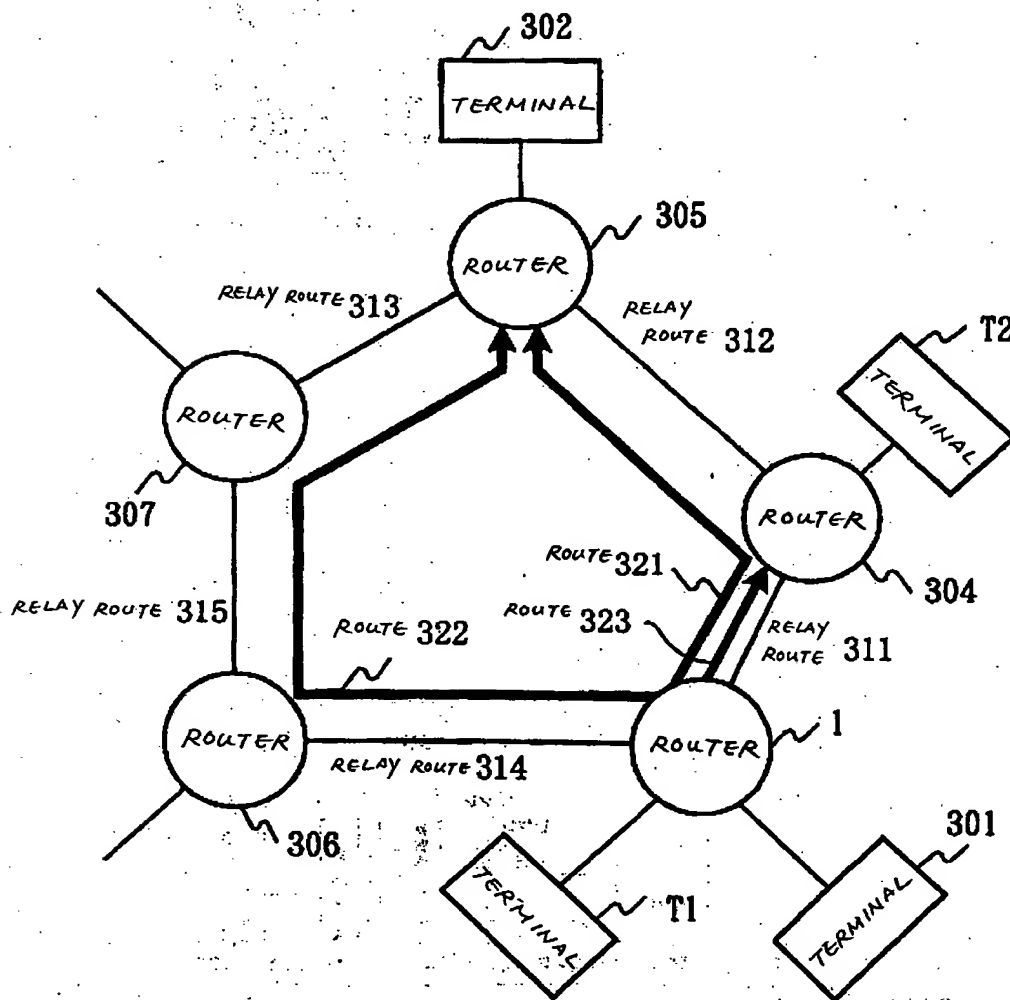 302
TERMINAL
305
ROUTER
RELAY ROUTE 313
RELAY
ROUTE 312
T2
TERMINAL
ROUTER
307
ROUTER
304
ROUTE 321
ROUTE 323
RELAY ROUTE 315
ROUTE 322
RELAY
ROUTE 311
ROUTER
306
RELAY ROUTE 314
ROUTER
1
301
TERMINAL
T1
TERMINAL